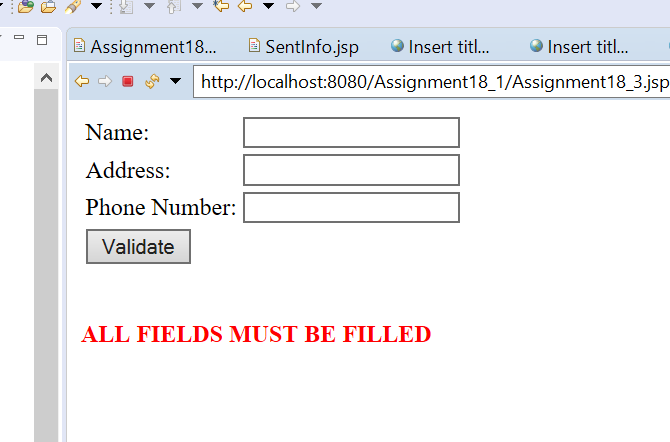 Assignment18... SentInfo.jsp Insert titl... Insert titl...
http://localhost:8080/Assignment18_1/Assignment18_3.jsp
Name:
Address:
Phone Number:
Validate
ALL FIELDS MUST BE FILLED